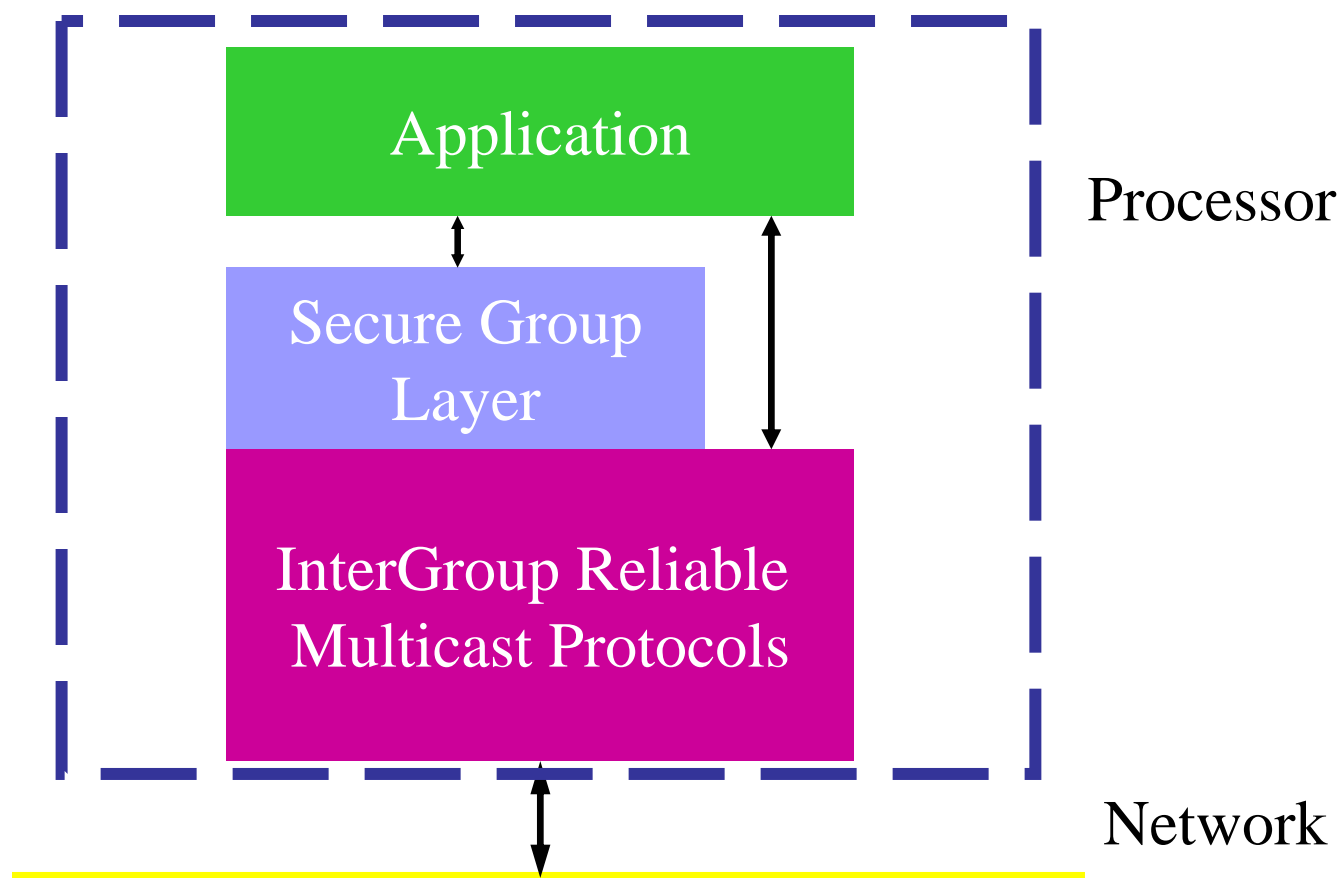 Application
Processor
Secure Group
Layer
InterGroup Reliable
Multicast Protocols
Network